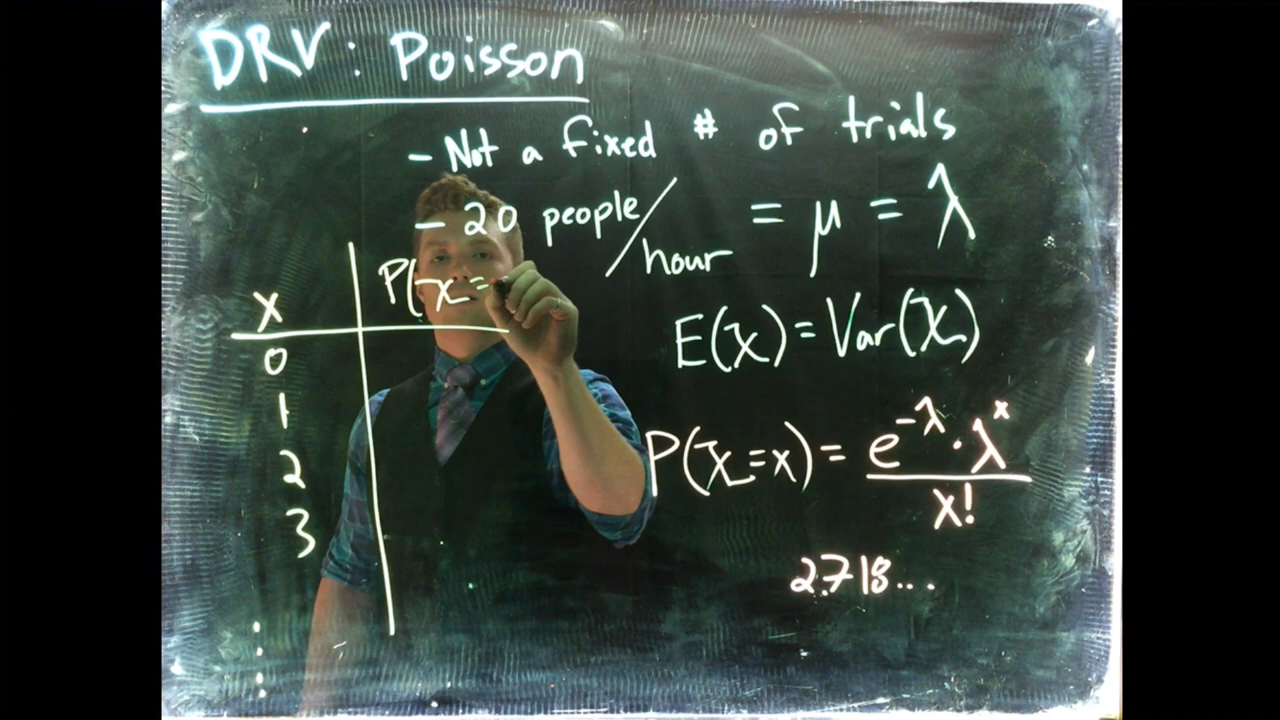 DRV: Poisson
- Not a fixed # of trials
- 20 people/hour = μ = λ
E(X) = Var(X)
x P(X=
0
1
2
3
⋮
P(X=x) = e^-λ · λ^x / x!
2.718...